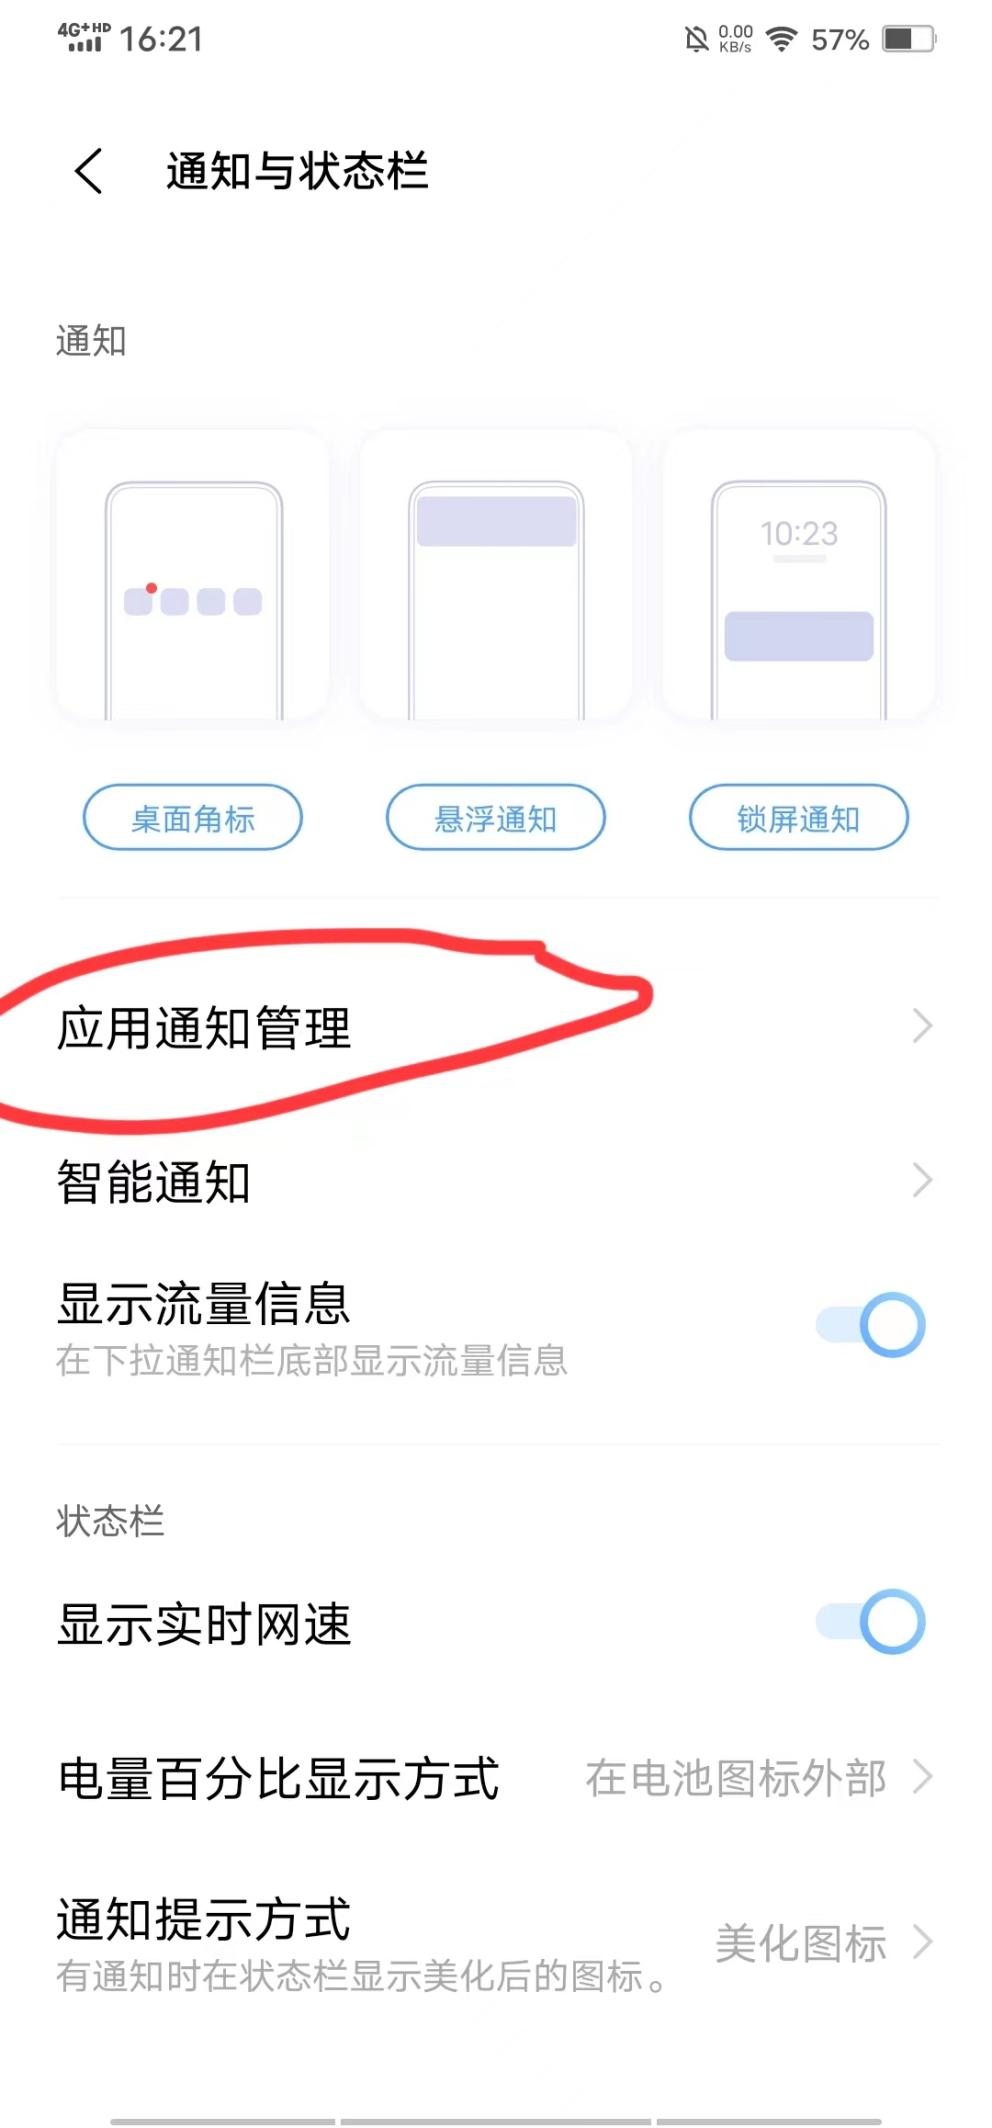 4G+HD 16:21 0.00 KB/s 57%
通知与状态栏
通知
10:23
桌面角标 悬浮通知 锁屏通知
应用通知管理
智能通知
显示流量信息
在下拉通知栏底部显示流量信息
状态栏
显示实时网速
电量百分比显示方式 在电池图标外部
通知提示方式 美化图标
有通知时在状态栏显示美化后的图标。